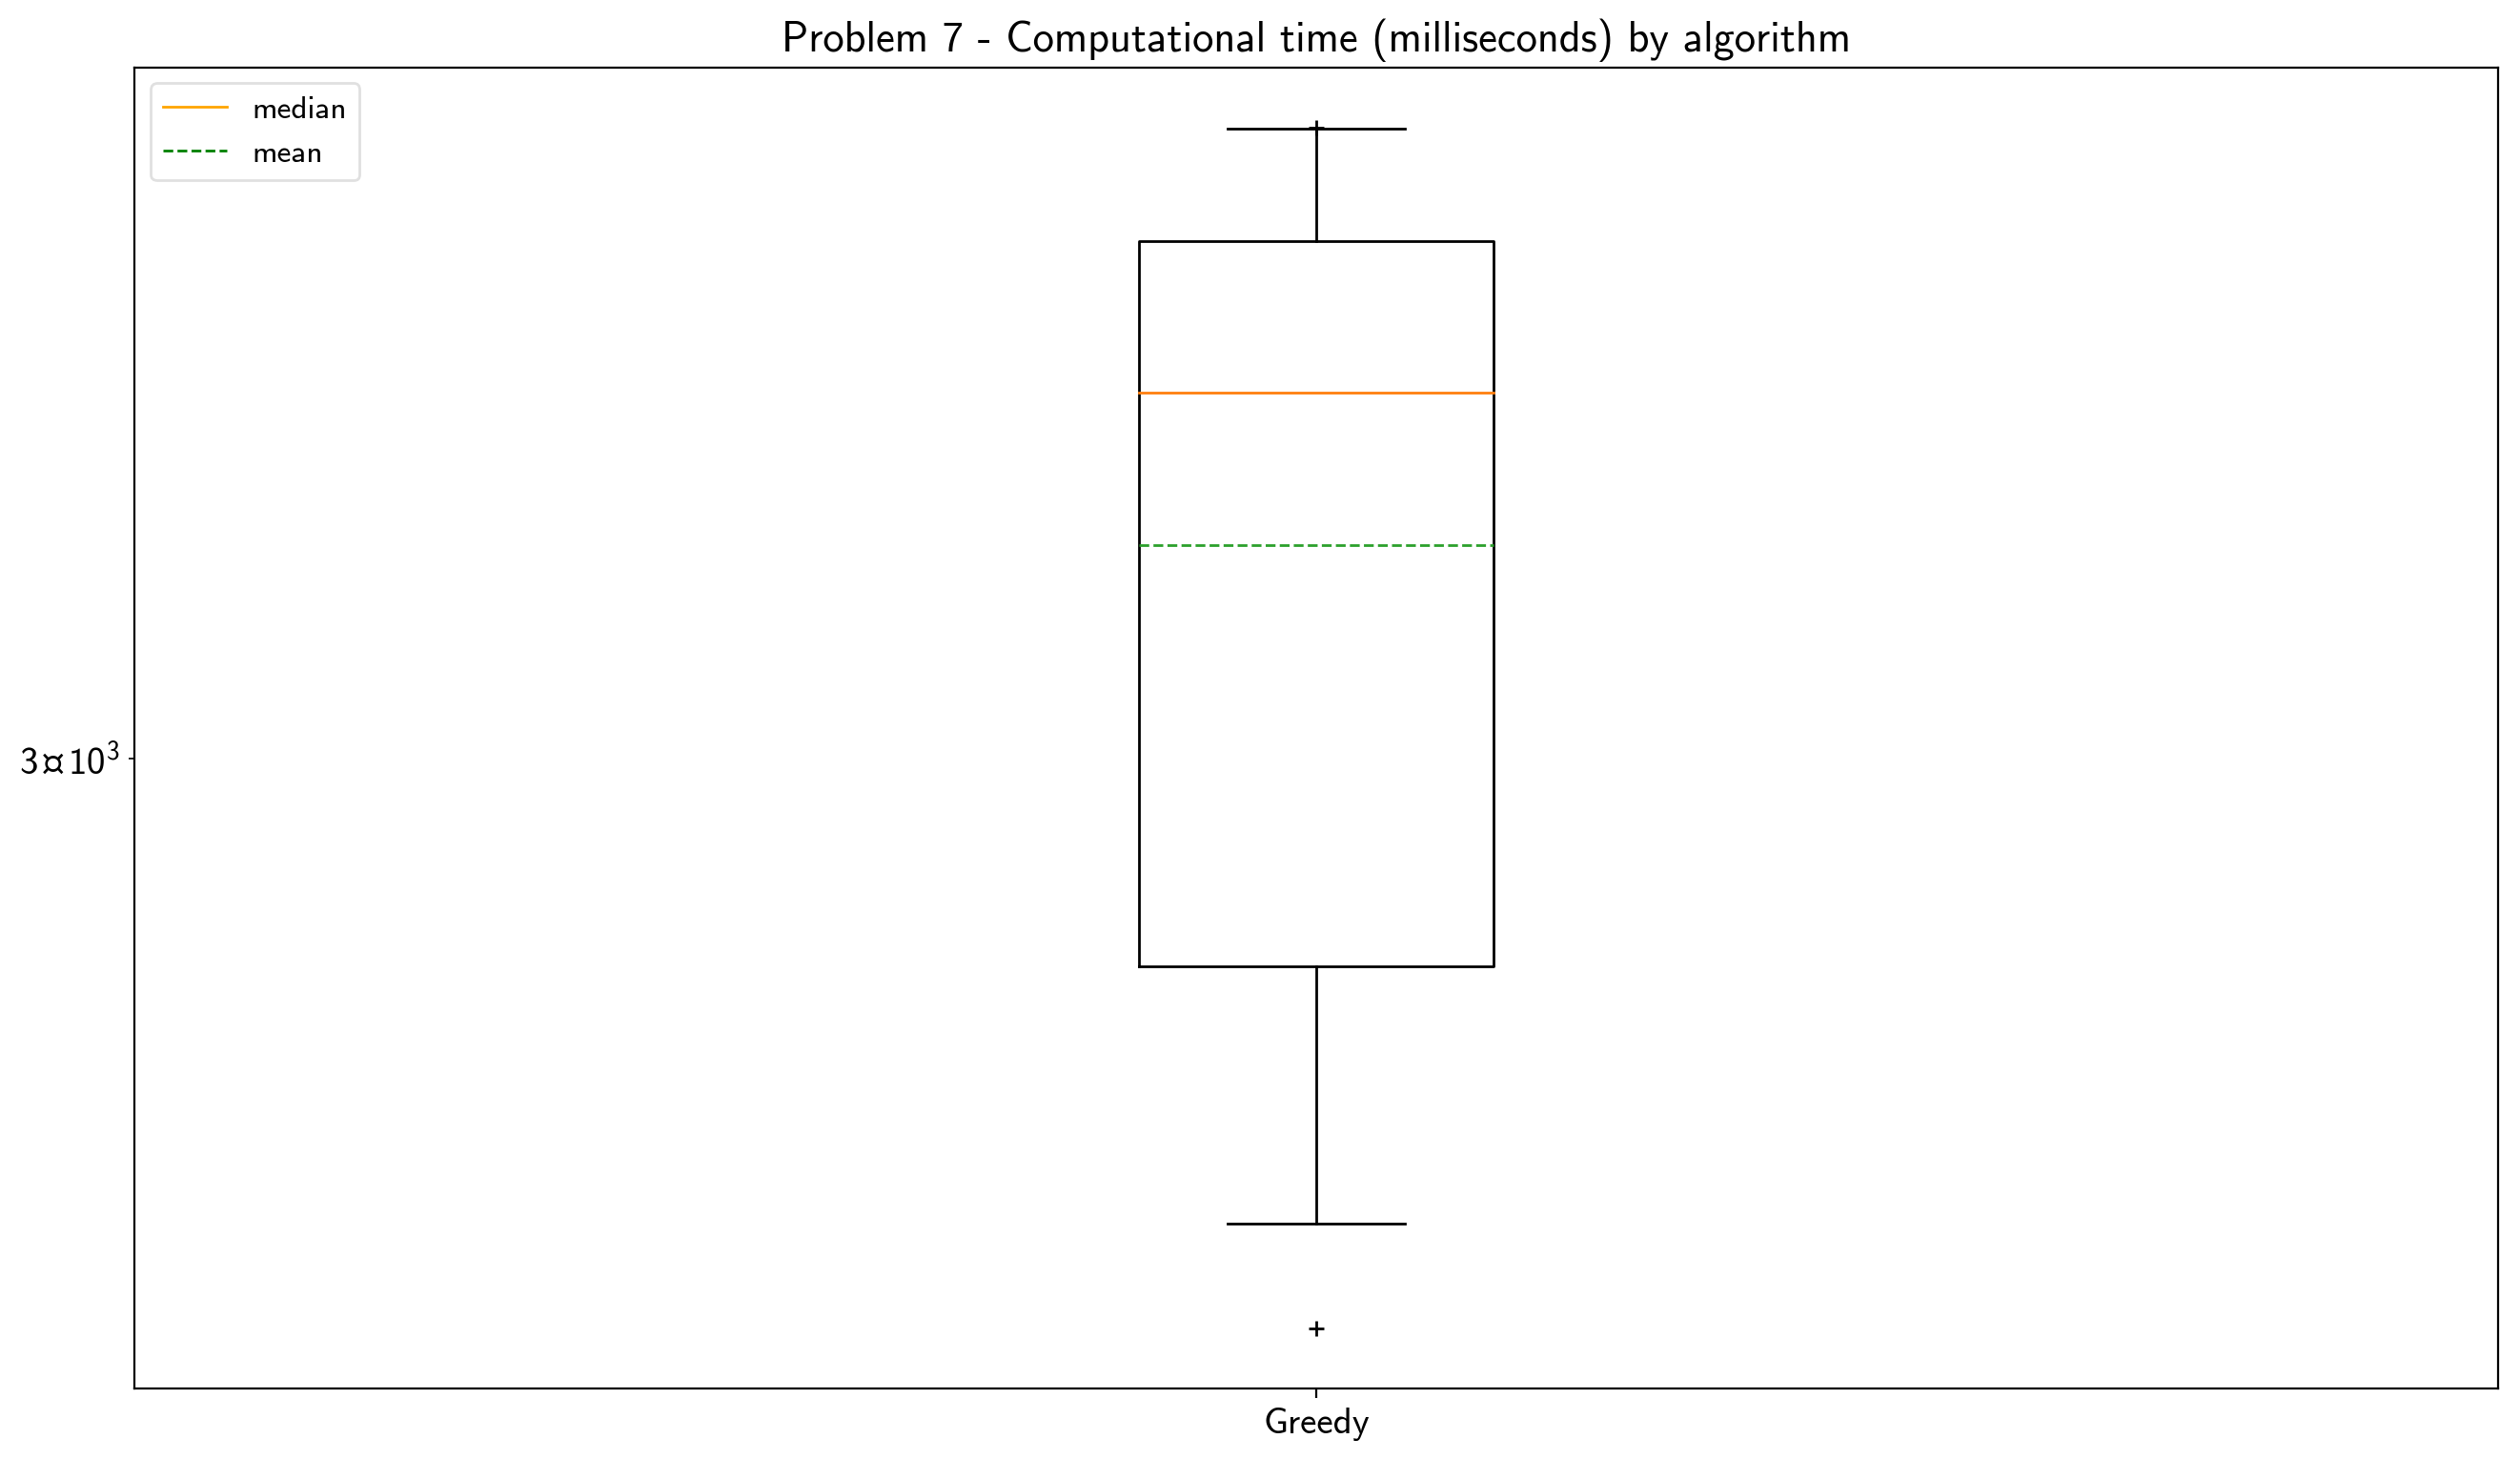 Problem 7 - Computational time (milliseconds) by algorithm
median
mean
3¤10³
Greedy